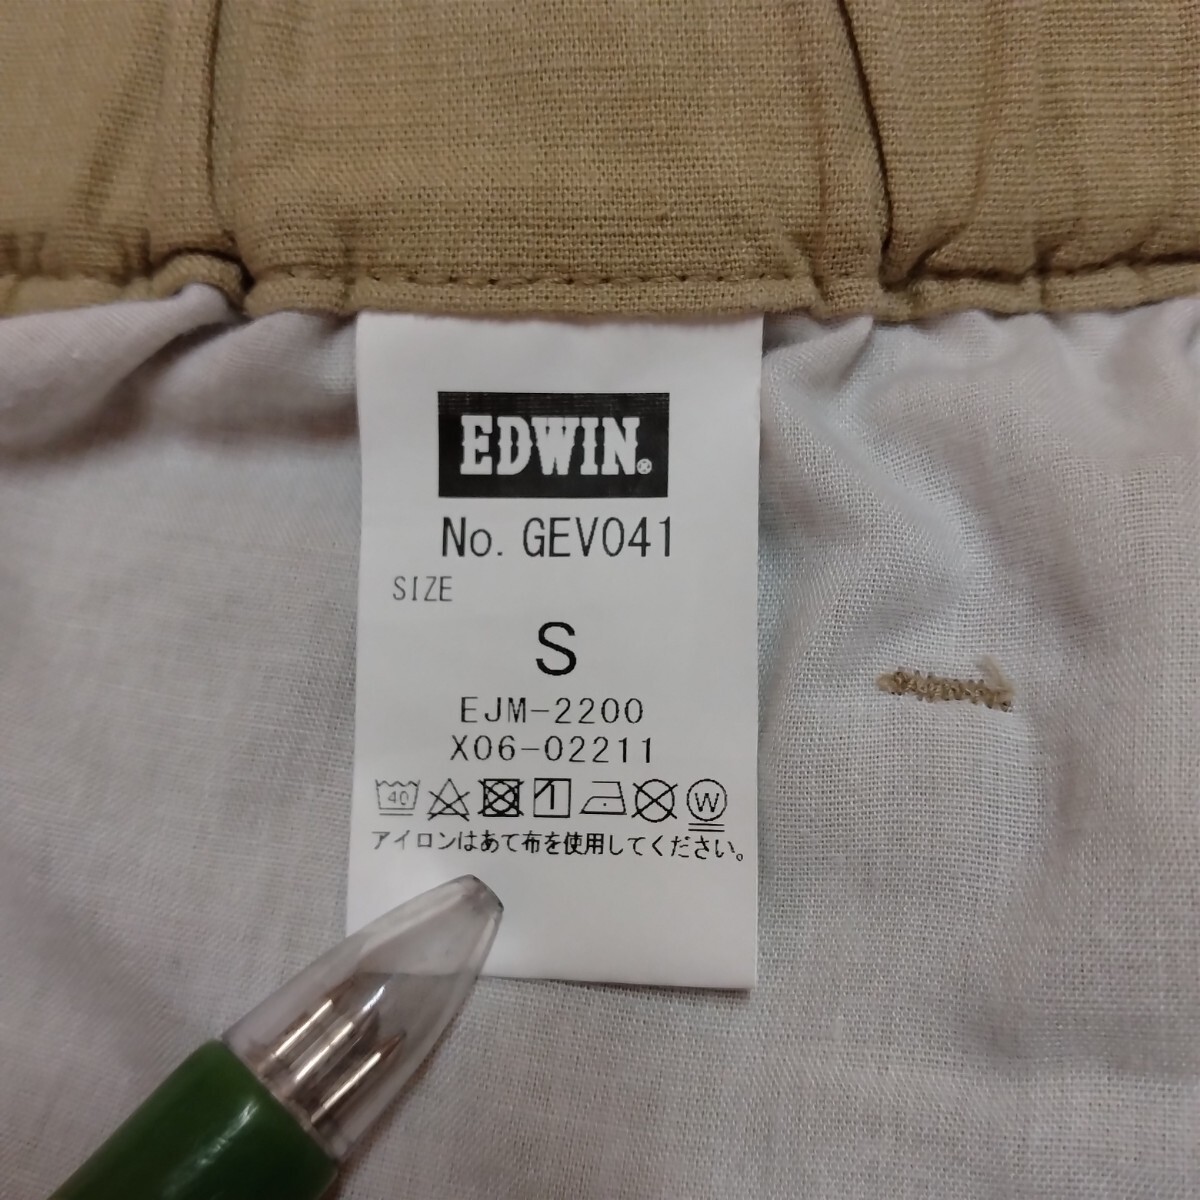 EDWIN®
No. GEV041
SIZE
S
EJM-2200
X06-02211
40 W
アイロンはあて布を使用してください。